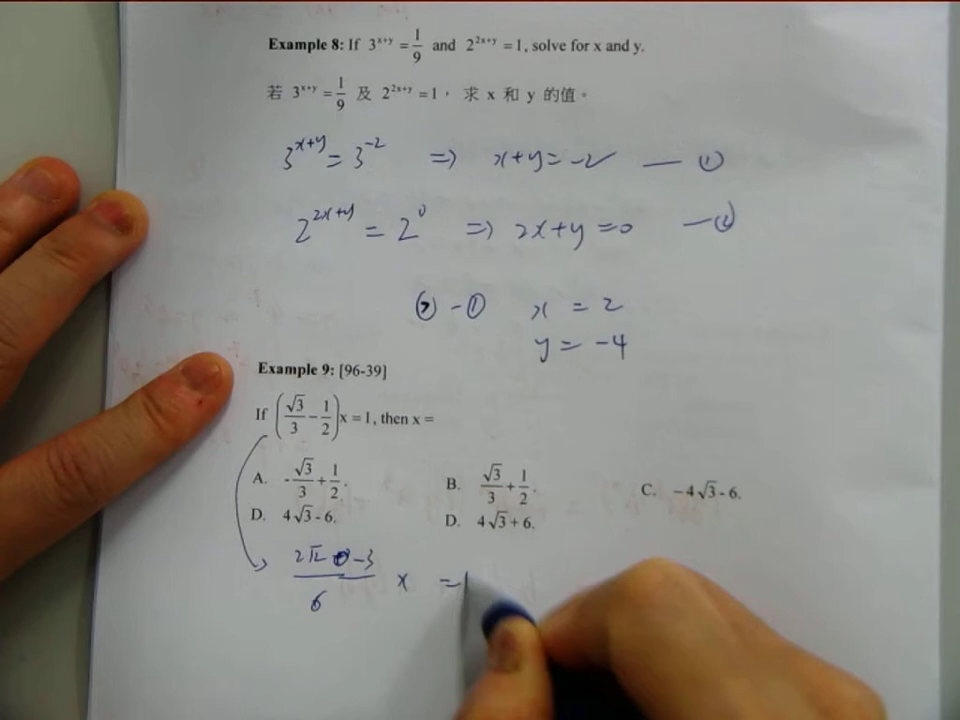 Example 8: If 3^{x+y} = 1/9 and 2^{2x+y} = 1, solve for x and y.
若 3^{x+y} = 1/9 及 2^{2x+y} = 1， 求 x 和 y 的值。
3^{x+y} = 3^{-2} ⇒ x+y = -2 — ①
2^{2x+y} = 2^0 ⇒ 2x+y = 0 — ②
② - ① x = 2
y = -4
Example 9: [96-39]
If (√3/3 - 1/2)x = 1, then x =
A. -√3/3 + 1/2. B. √3/3 + 1/2. C. -4√3 - 6.
D. 4√3 - 6. D. 4√3 + 6.
-3/6 x = 1